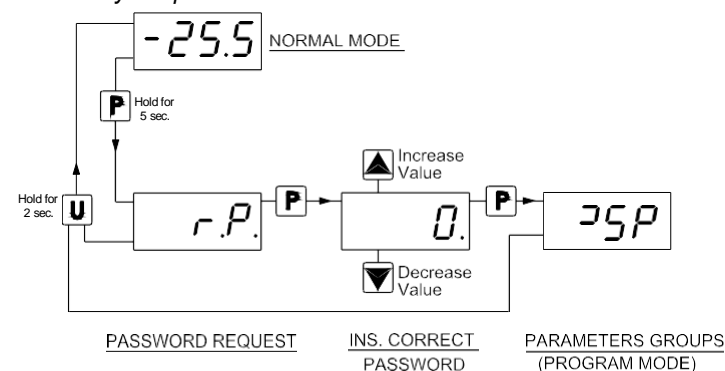 -25.5
NORMAL MODE
P
Hold for
5 sec.
Increase
Value
Hold for
2 sec.
U
r.P.
P
0.
P
SP
Decrease
Value
PASSWORD REQUEST
INS. CORRECT
PASSWORD
PARAMETERS GROUPS
(PROGRAM MODE)